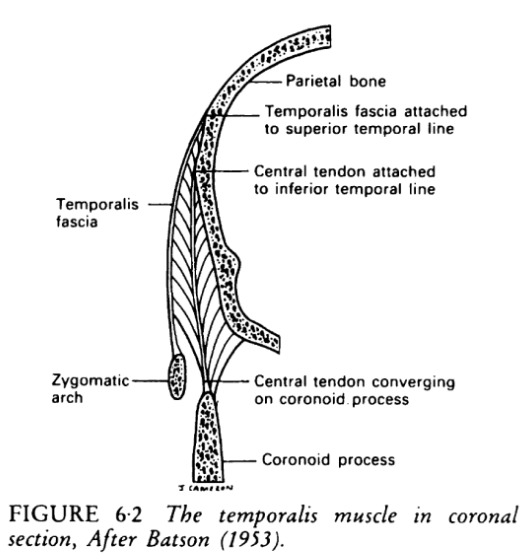 Parietal bone
Temporalis fascia attached
to superior temporal line
Central tendon attached
to inferior temporal line
Temporalis
fascia
Zygomatic
arch
Central tendon converging
on coronoid process
Coronoid process
J CAMERON
FIGURE 6·2 The temporalis muscle in coronal
section, After Batson (1953).